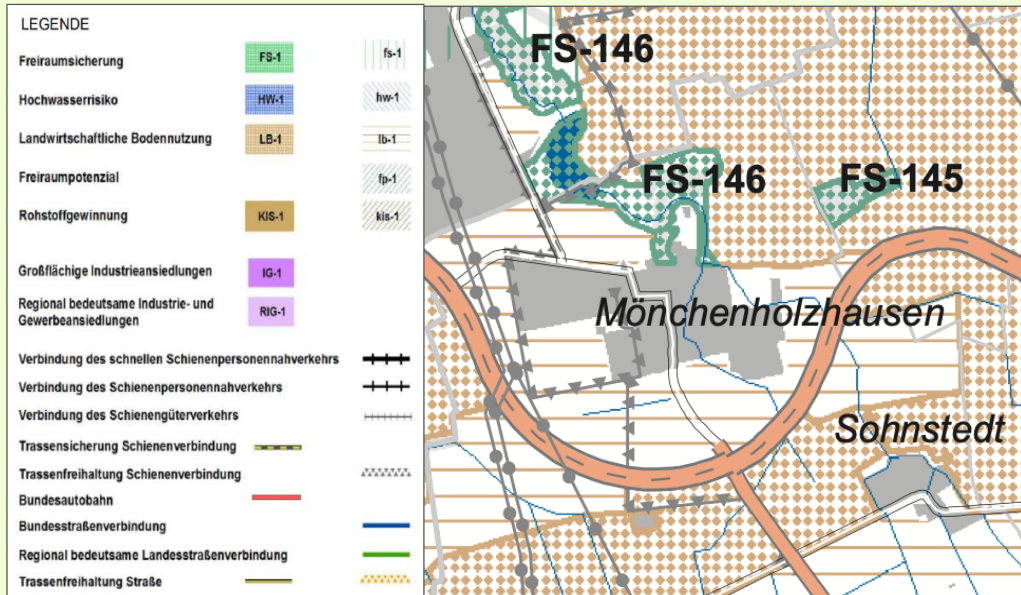 LEGENDE
Freiraumsicherung FS-1 fs-1
Hochwasserrisiko HW-1 hw-1
Landwirtschaftliche Bodennutzung LB-1 lb-1
Freiraumpotenzial fp-1
Rohstoffgewinnung KIS-1 kis-1
Großflächige Industrieansiedlungen IG-1
Regional bedeutsame Industrie- und
Gewerbeansiedlungen RIG-1
Verbindung des schnellen Schienenpersonennahverkehrs
Verbindung des Schienenpersonennahverkehrs
Verbindung des Schienengüterverkehrs
Trassensicherung Schienenverbindung
Trassenfreihaltung Schienenverbindung
Bundesautobahn
Bundesstraßenverbindung
Regional bedeutsame Landesstraßenverbindung
Trassenfreihaltung Straße
FS-146
FS-146
FS-145
Mönchenholzhausen
Sohnstedt